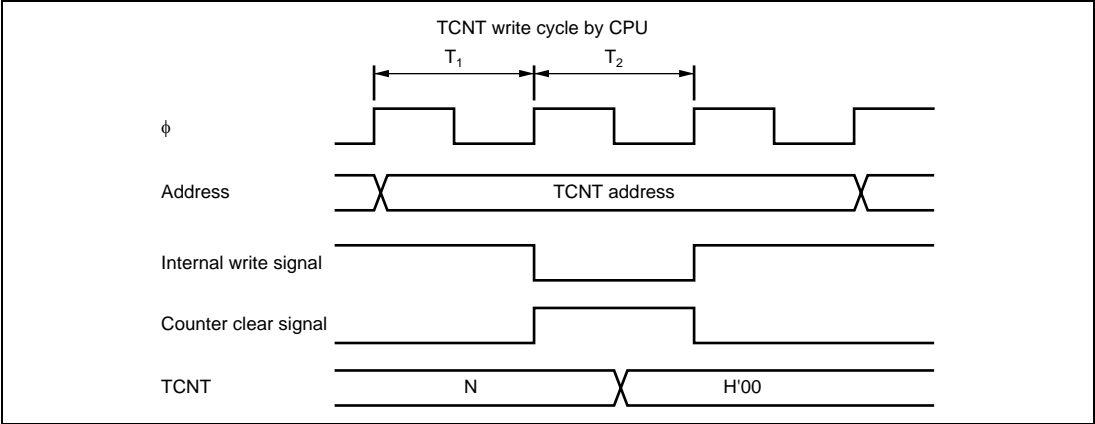 TCNT write cycle by CPU
T1 T2
ϕ
Address TCNT address
Internal write signal
Counter clear signal
TCNT N H'00